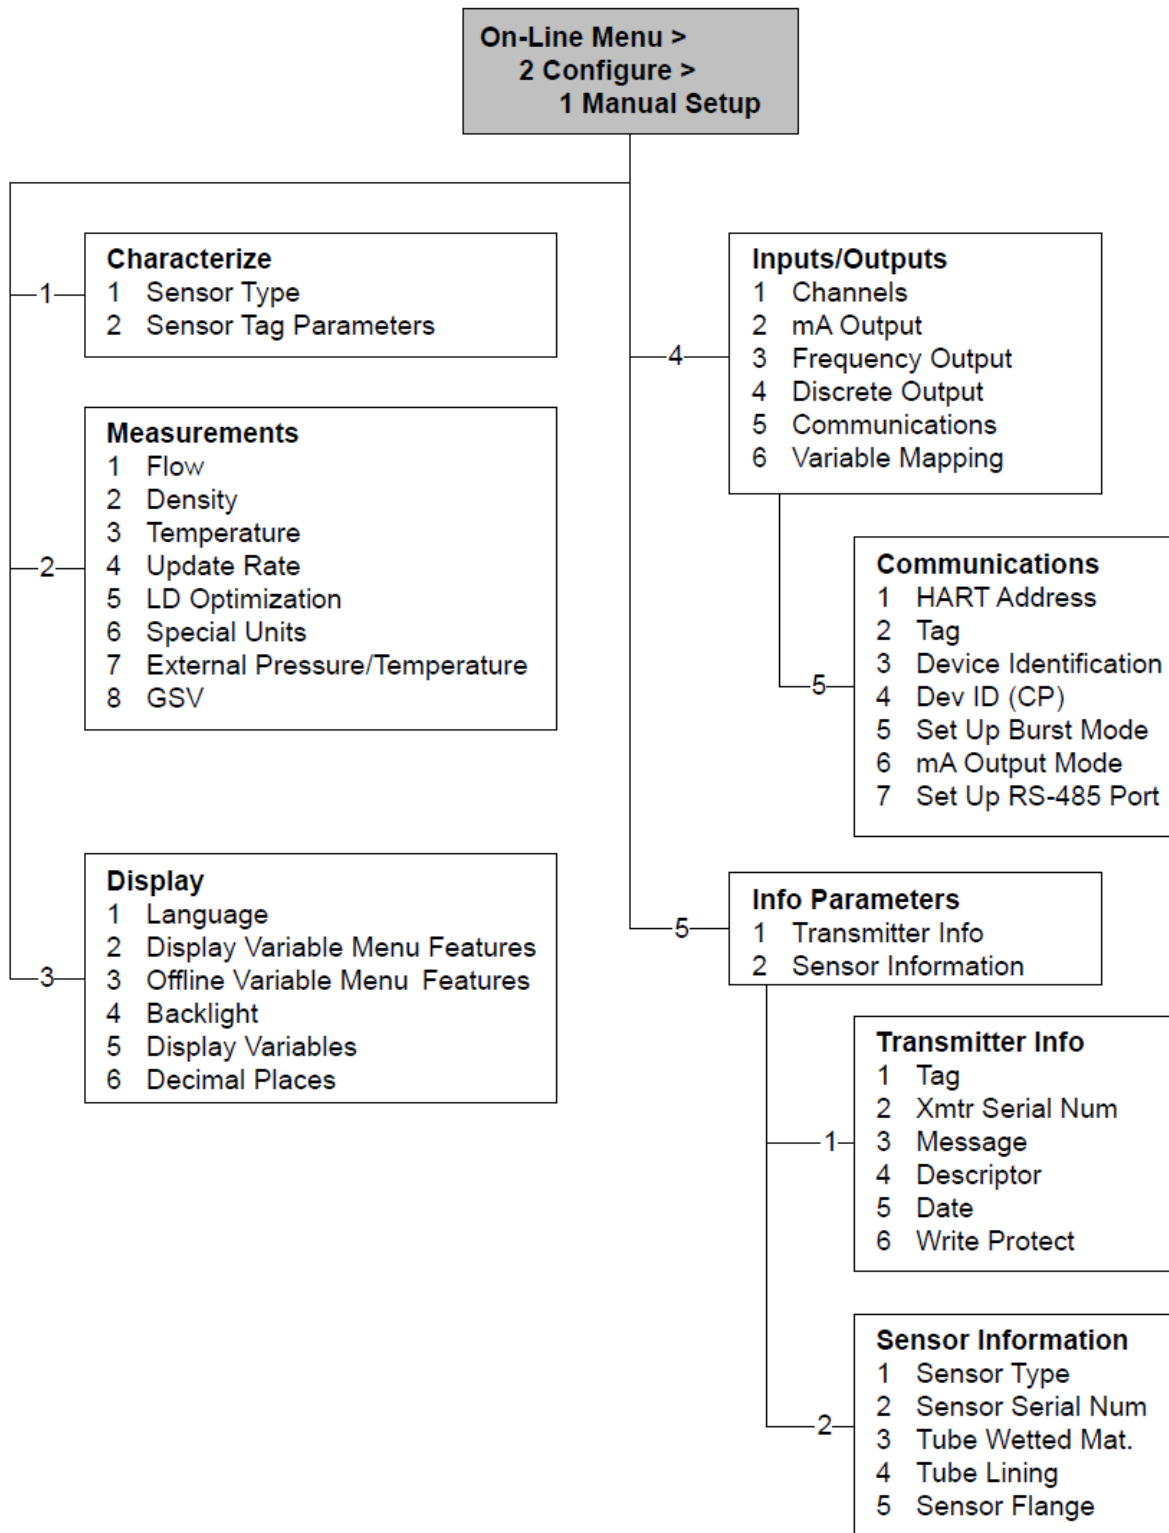 On-Line Menu >
2 Configure >
1 Manual Setup
1
Characterize
1 Sensor Type
2 Sensor Tag Parameters
2
Measurements
1 Flow
2 Density
3 Temperature
4 Update Rate
5 LD Optimization
6 Special Units
7 External Pressure/Temperature
8 GSV
3
Display
1 Language
2 Display Variable Menu Features
3 Offline Variable Menu Features
4 Backlight
5 Display Variables
6 Decimal Places
4
Inputs/Outputs
1 Channels
2 mA Output
3 Frequency Output
4 Discrete Output
5 Communications
6 Variable Mapping
5
Communications
1 HART Address
2 Tag
3 Device Identification
4 Dev ID (CP)
5 Set Up Burst Mode
6 mA Output Mode
7 Set Up RS-485 Port
5
Info Parameters
1 Transmitter Info
2 Sensor Information
1
Transmitter Info
1 Tag
2 Xmtr Serial Num
3 Message
4 Descriptor
5 Date
6 Write Protect
2
Sensor Information
1 Sensor Type
2 Sensor Serial Num
3 Tube Wetted Mat.
4 Tube Lining
5 Sensor Flange